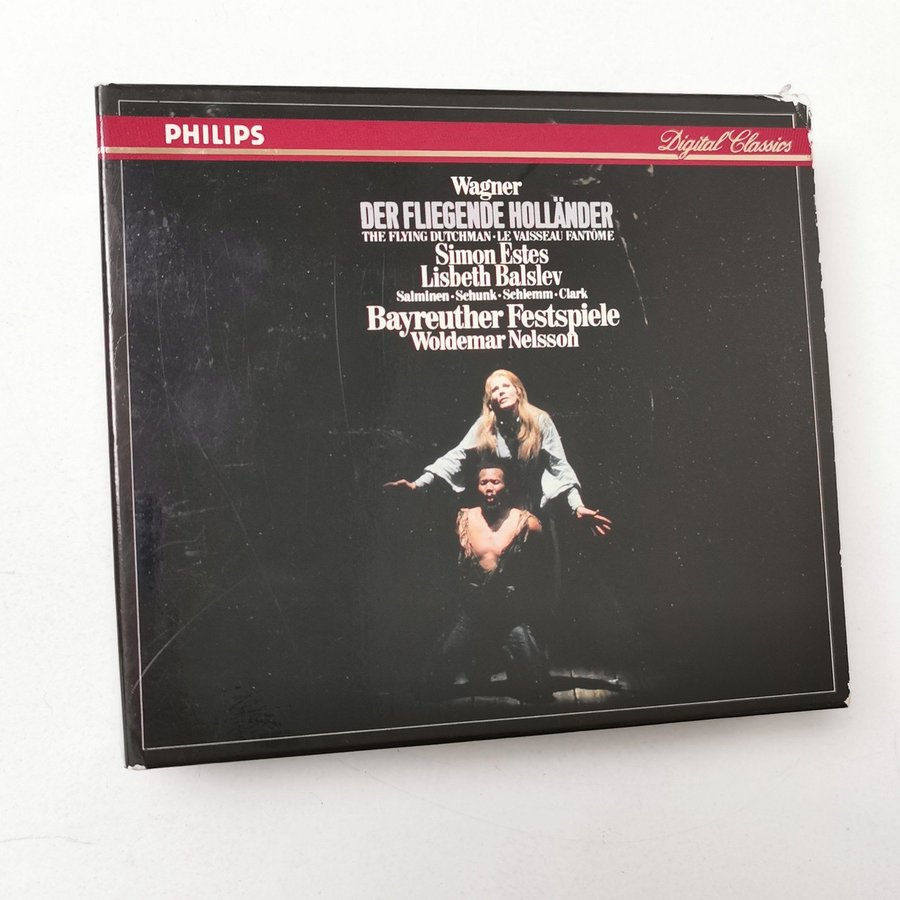 PHILIPS
Digital Classics
Wagner
DER FLIEGENDE HOLLÄNDER
THE FLYING DUTCHMAN · LE VAISSEAU FANTÔME
Simon Estes
Lisbeth Balslev
Salminen · Schunk · Schlemm · Clark
Bayreuther Festspiele
Woldemar Nelsson